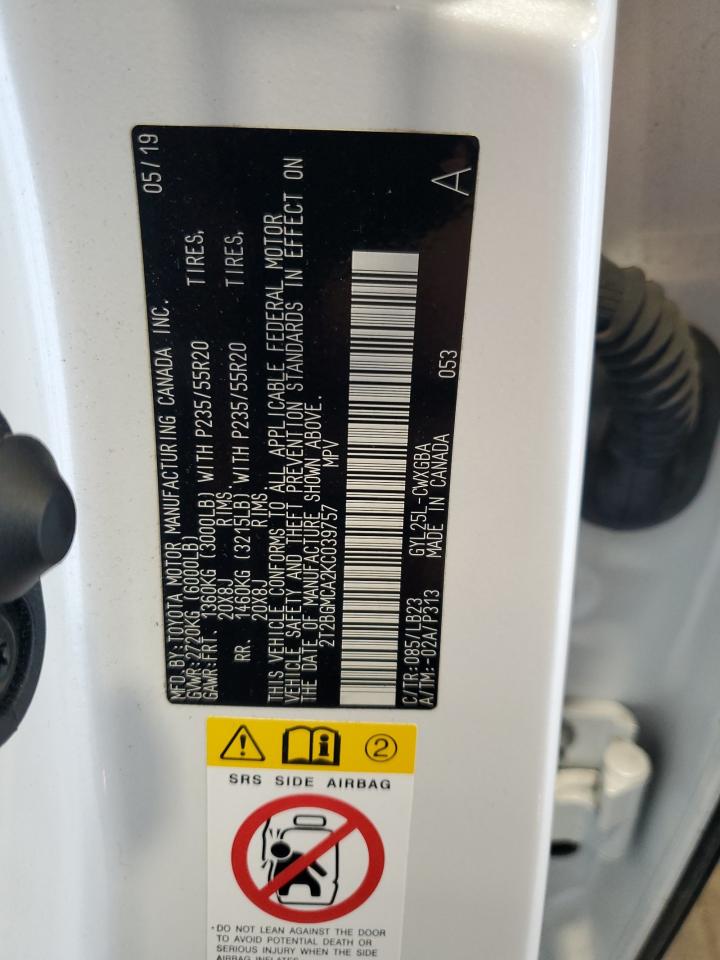 MFD.BY:TOYOTA MOTOR MANUFACTURING CANADA INC. 05/19
GVWR:2720KG(6000LB)
GAWR:FRT. 1360KG (3000LB) WITH P235/55R20 TIRES,
20X8J RIMS
RR. 1460KG (3215LB) WITH P235/55R20 TIRES,
20X8J RIMS
THIS VEHICLE CONFORMS TO ALL APPLICABLE FEDERAL MOTOR
VEHICLE SAFETY AND THEFT PREVENTION STANDARDS IN EFFECT ON
THE DATE OF MANUFACTURE SHOWN ABOVE.
2T2BGMCA2KC039757 MPV
A
C/TR:085/LB23 GYL25L-CWXGBA 053
A/TM:-02A/P313 MADE IN CANADA
2
SRS SIDE AIRBAG
·DO NOT LEAN AGAINST THE DOOR
TO AVOID POTENTIAL DEATH OR
SERIOUS INJURY WHEN THE SIDE
AIRBAG INFLATES